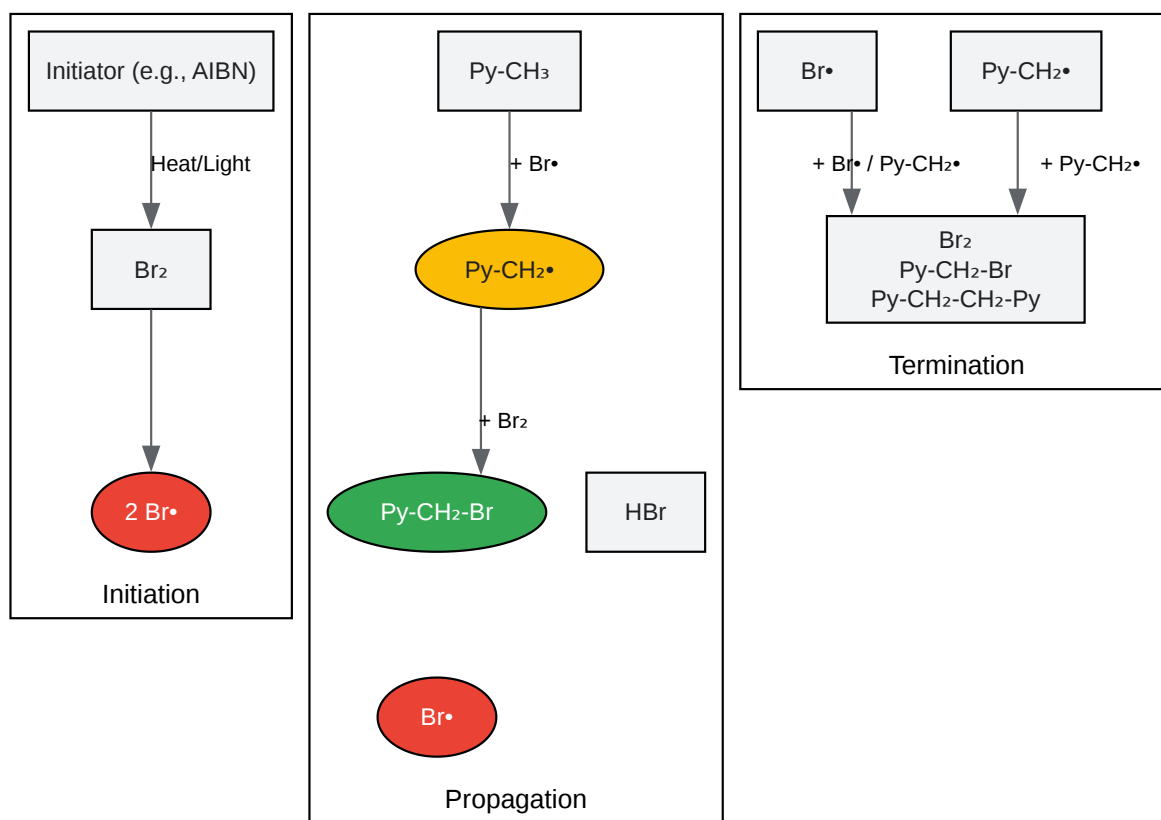 Initiator (e.g., AIBN)
Heat/Light
Br₂
2 Br•
Initiation
Py-CH₃
+ Br•
Py-CH₂•
+ Br₂
Py-CH₂-Br
HBr
Br•
Propagation
Br•
Py-CH₂•
+ Br• / Py-CH₂•
+ Py-CH₂•
Br₂
Py-CH₂-Br
Py-CH₂-CH₂-Py
Termination